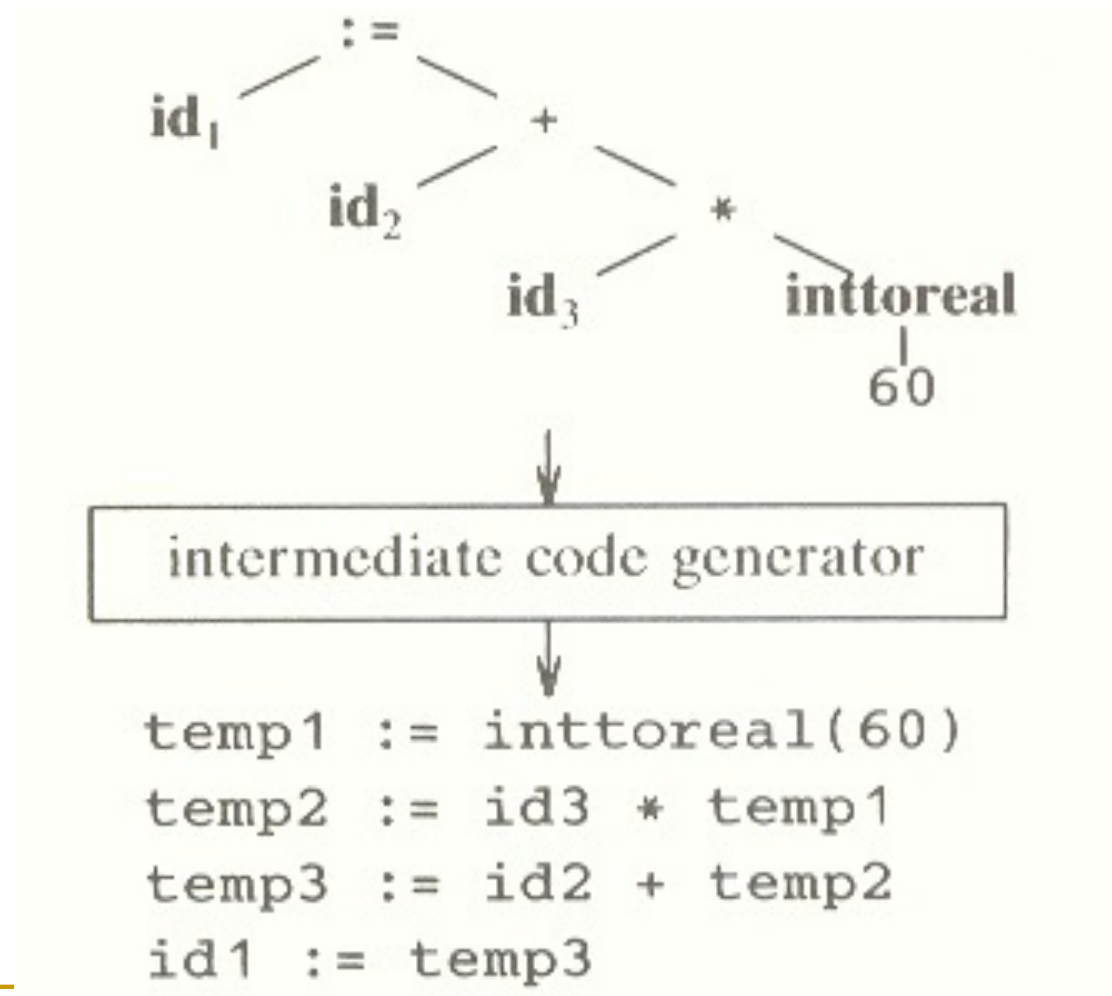 :=
id₁ +
id₂ *
id₃ inttoreal
60
intermediate code generator
temp1 := inttoreal(60)
temp2 := id3 * temp1
temp3 := id2 + temp2
id1 := temp3